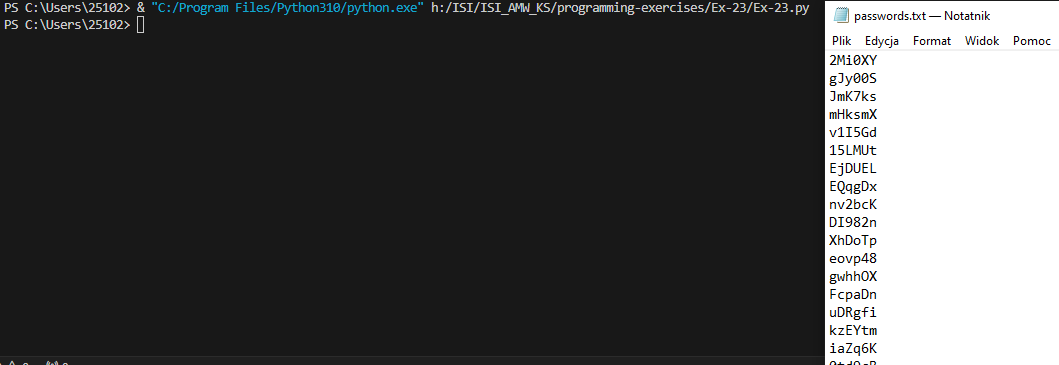 PS C:\Users\25102> & "C:/Program Files/Python310/python.exe" h:/ISI/ISI_AMW_KS/programming-exercises/Ex-23/Ex-23.py
PS C:\Users\25102>
passwords.txt — Notatnik
Plik Edycja Format Widok Pomoc
2Mi0XY
gJy00S
JmK7ks
mHksmX
v1I5Gd
15LMUt
EjDUEL
EQqgDx
nv2bcK
DI982n
XhDoTp
eovp48
gwhhOX
FcpaDn
uDRgfi
kzEYtm
iaZq6K